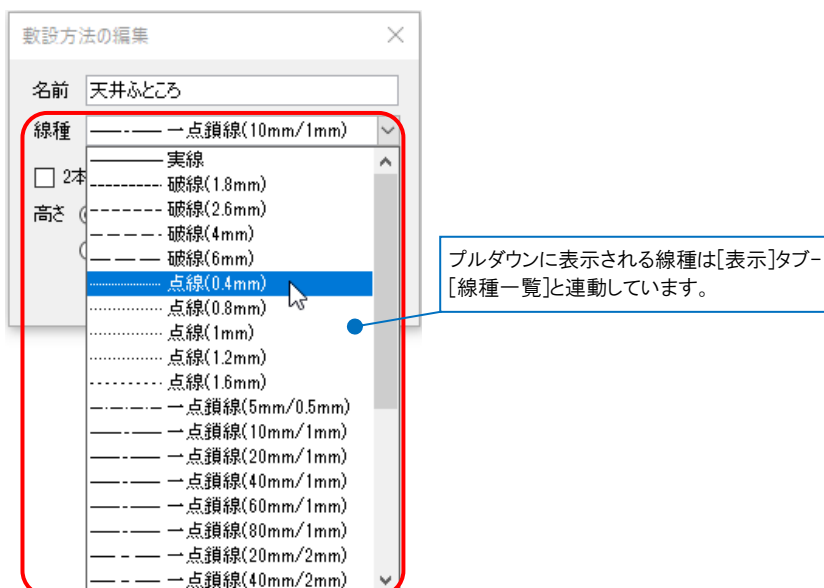 敷設方法の編集
名前 天井ふところ
線種 一点鎖線(10mm/1mm)
実線
2本
破線(1.8mm)
高さ
破線(2.6mm)
破線(4mm)
破線(6mm)
点線(0.4mm)
点線(0.8mm)
点線(1mm)
点線(1.2mm)
点線(1.6mm)
一点鎖線(5mm/0.5mm)
一点鎖線(10mm/1mm)
一点鎖線(20mm/1mm)
一点鎖線(40mm/1mm)
一点鎖線(60mm/1mm)
一点鎖線(80mm/1mm)
一点鎖線(20mm/2mm)
一点鎖線(40mm/2mm)
プルダウンに表示される線種は[表示]タブ-
[線種一覧]と連動しています。